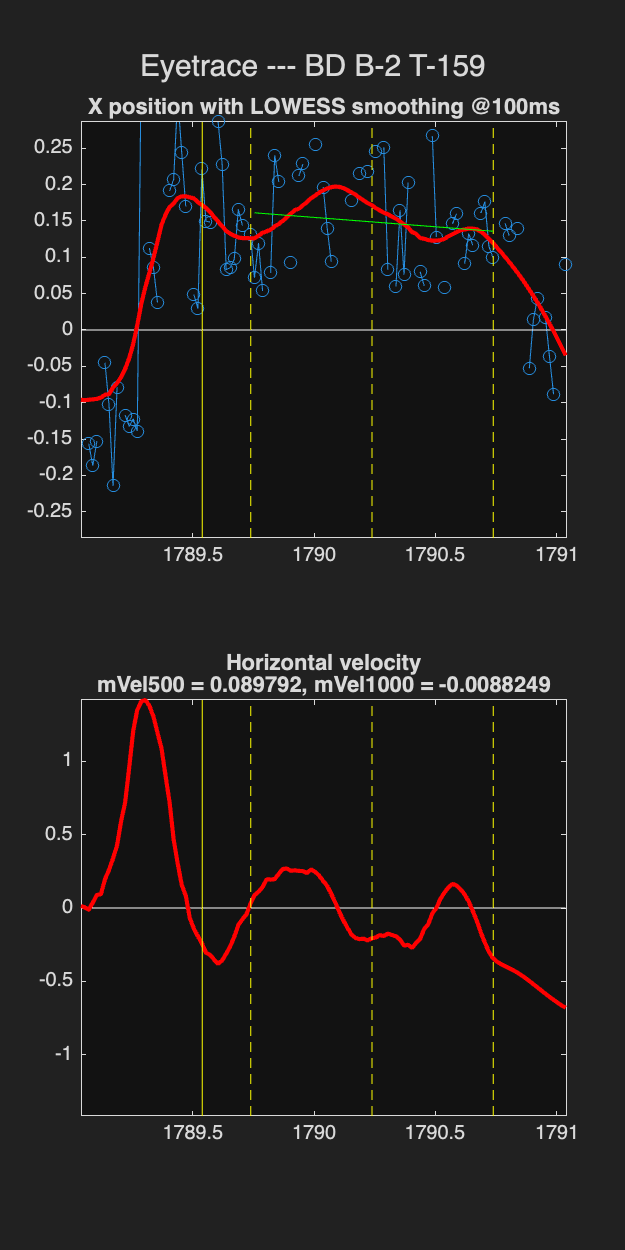 Eyetrace --- BD B-2 T-159
X position with LOWESS smoothing @100ms
0.25
0.2
0.15
0.1
0.05
0
-0.05
-0.1
-0.15
-0.2
-0.25
1789.5 1790 1790.5 1791
Horizontal velocity
mVel500 = 0.089792, mVel1000 = -0.0088249
1
0.5
0
-0.5
-1
1789.5 1790 1790.5 1791